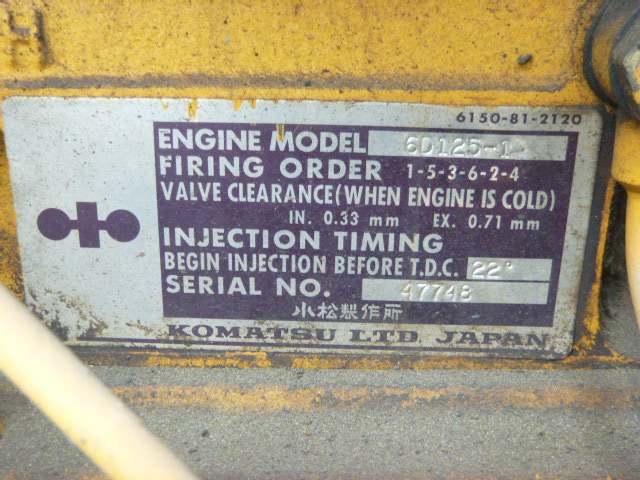 H
6150-81-2120
ENGINE MODEL 6D125-1
FIRING ORDER 1-5-3-6-2-4
VALVE CLEARANCE (WHEN ENGINE IS COLD)
IN. 0.33 mm EX. 0.71 mm
INJECTION TIMING
BEGIN INJECTION BEFORE T.D.C. 22°
SERIAL NO. 47748
小松製作所
KOMATSU LTD. JAPAN